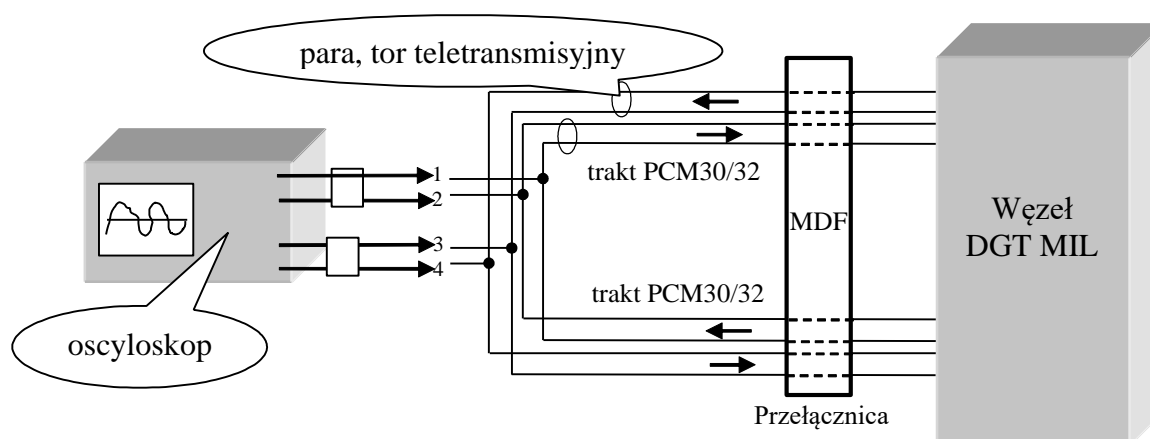 para, tor teletransmisyjny
trakt PCM30/32
1
2
3
4
MDF
Węzeł
DGT MIL
trakt PCM30/32
oscyloskop
Przełącznica